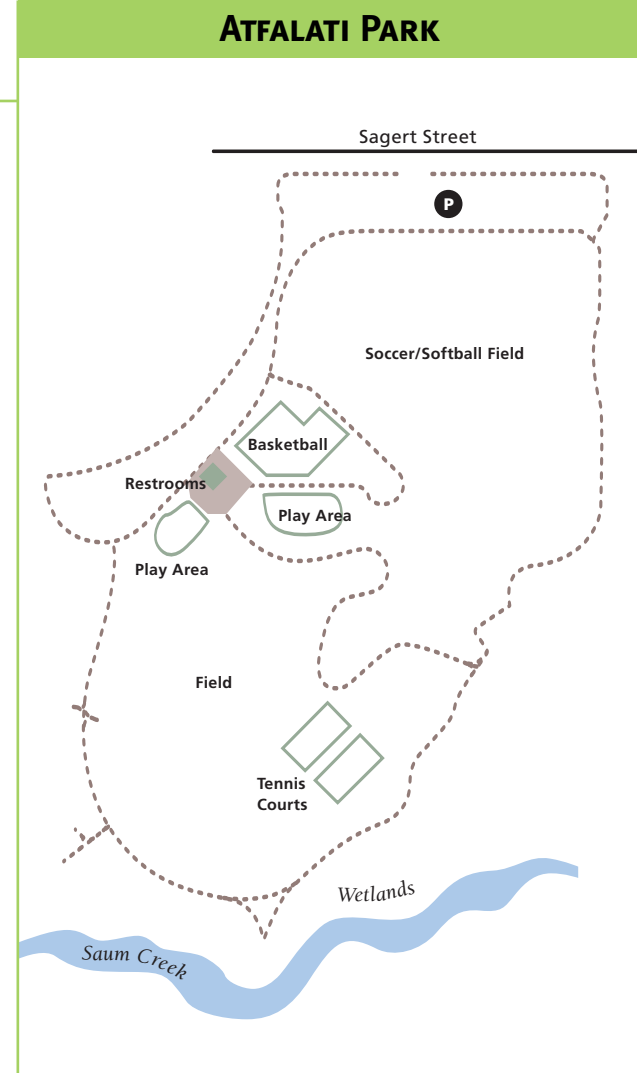 ATFALATI PARK
Sagert Street
P
Soccer/Softball Field
Basketball
Restrooms
Play Area
Play Area
Field
Tennis
Courts
Wetlands
Saum Creek